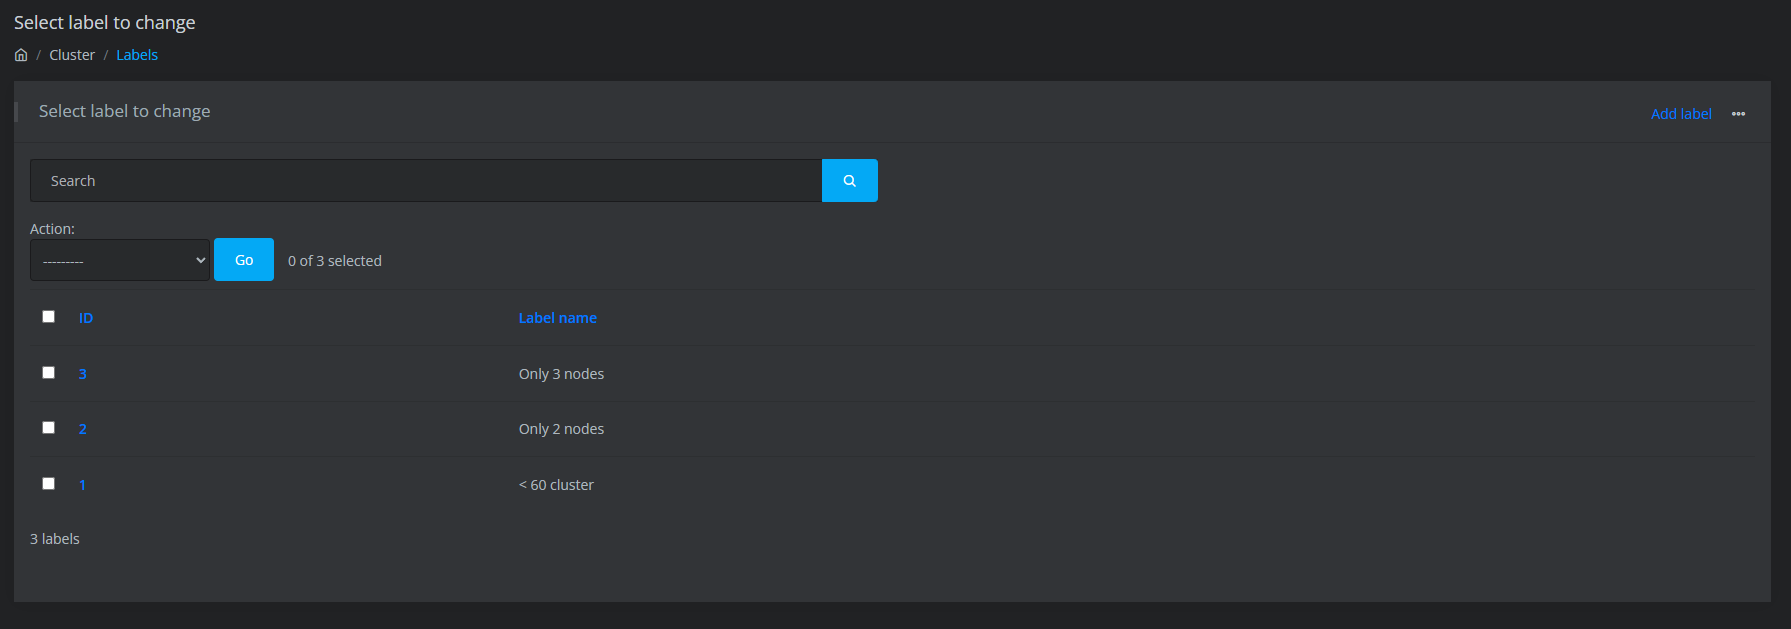 Select label to change
/ Cluster / Labels
Select label to change
Add label
Search
Action:
--------- Go 0 of 3 selected
ID Label name
3 Only 3 nodes
2 Only 2 nodes
1 < 60 cluster
3 labels